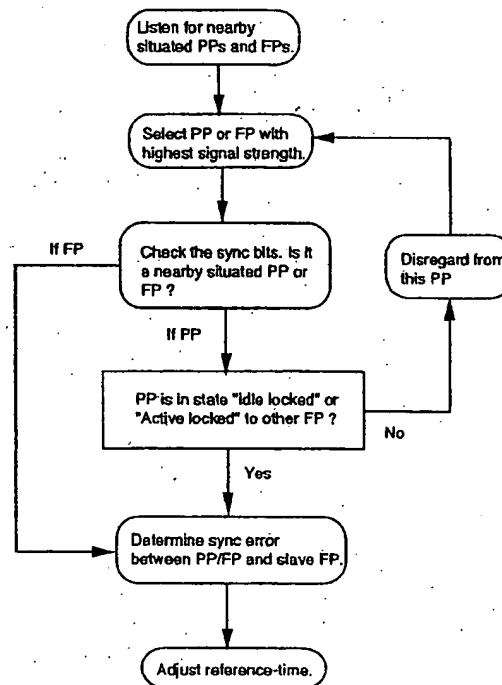 Listen for nearby
situated PPs and FPs.
Select PP or FP with
highest signal strength.
If FP
Check the sync bits. Is it
a nearby situated PP or
FP ?
Disregard from
this PP
If PP
PP is in state "Idle locked" or
"Active locked" to other FP ?
No
Yes
Determine sync error
between PP/FP and slave FP.
Adjust reference-time.